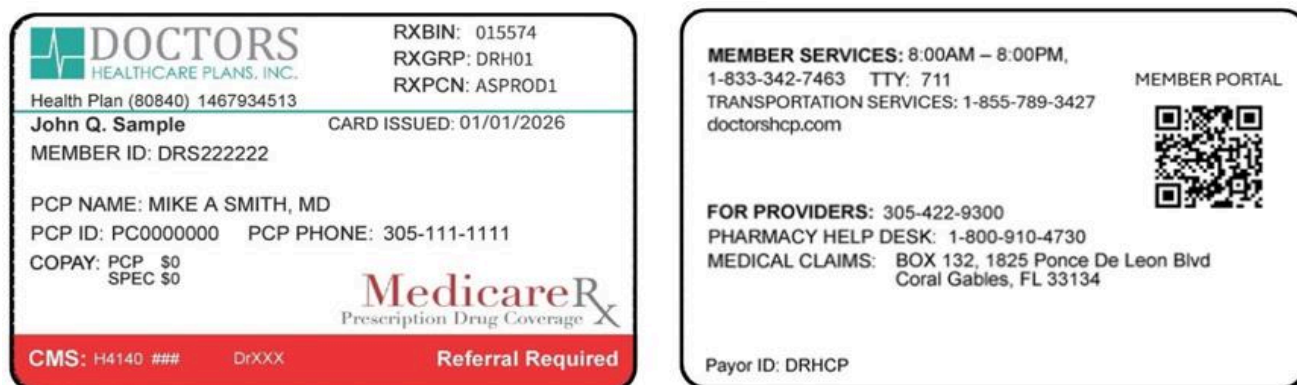 DOCTORS
HEALTHCARE PLANS, INC.
Health Plan (80840) 1467934513
RXBIN: 015574
RXGRP: DRH01
RXPCN: ASPROD1
John Q. Sample CARD ISSUED: 01/01/2026
MEMBER ID: DRS222222
PCP NAME: MIKE A SMITH, MD
PCP ID: PC0000000 PCP PHONE: 305-111-1111
COPAY: PCP $0
SPEC $0
MedicareRx
Prescription Drug Coverage
CMS: H4140 ### DrXXX Referral Required
MEMBER SERVICES: 8:00AM – 8:00PM,
1-833-342-7463 TTY: 711
TRANSPORTATION SERVICES: 1-855-789-3427
doctorshcp.com
MEMBER PORTAL
FOR PROVIDERS: 305-422-9300
PHARMACY HELP DESK: 1-800-910-4730
MEDICAL CLAIMS: BOX 132, 1825 Ponce De Leon Blvd
Coral Gables, FL 33134
Payor ID: DRHCP